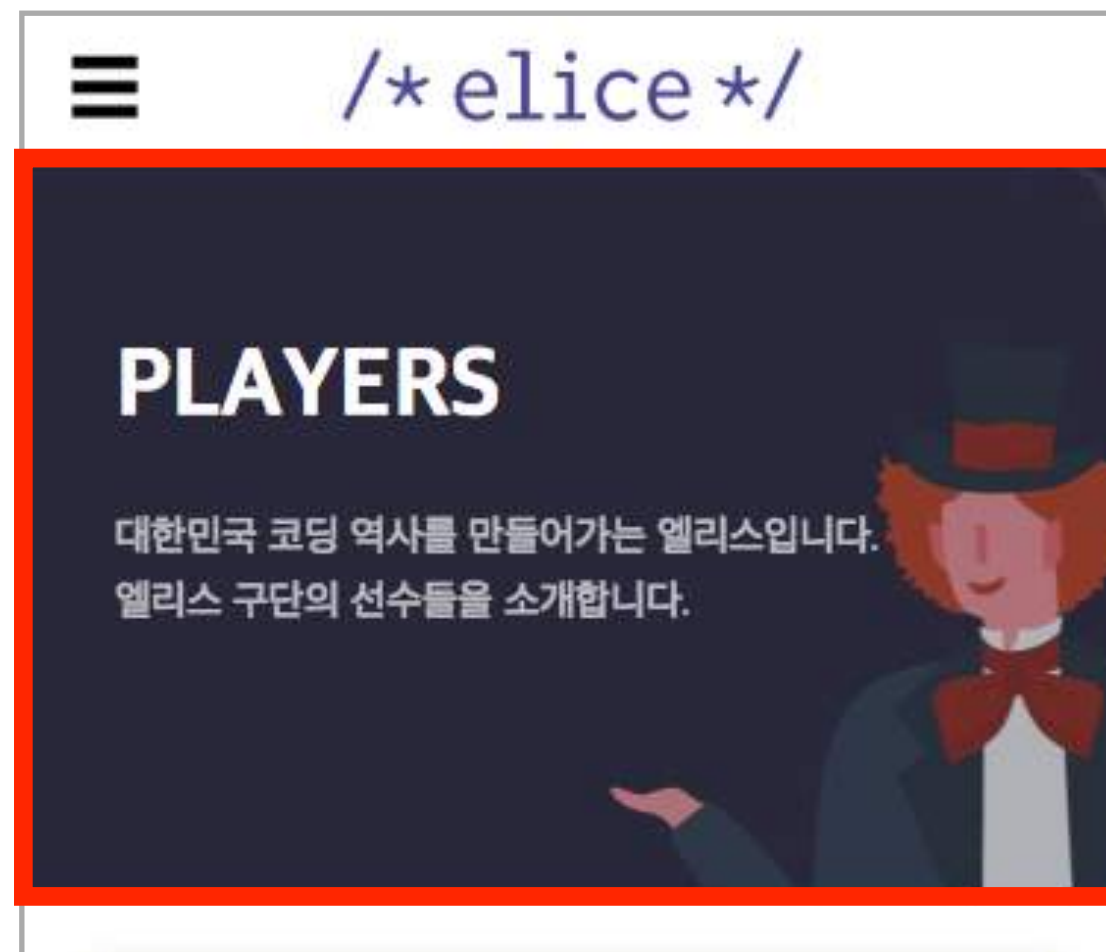 /* elice */
PLAYERS
대한민국 코딩 역사를 만들어가는 엘리스입니다.
엘리스 구단의 선수들을 소개합니다.